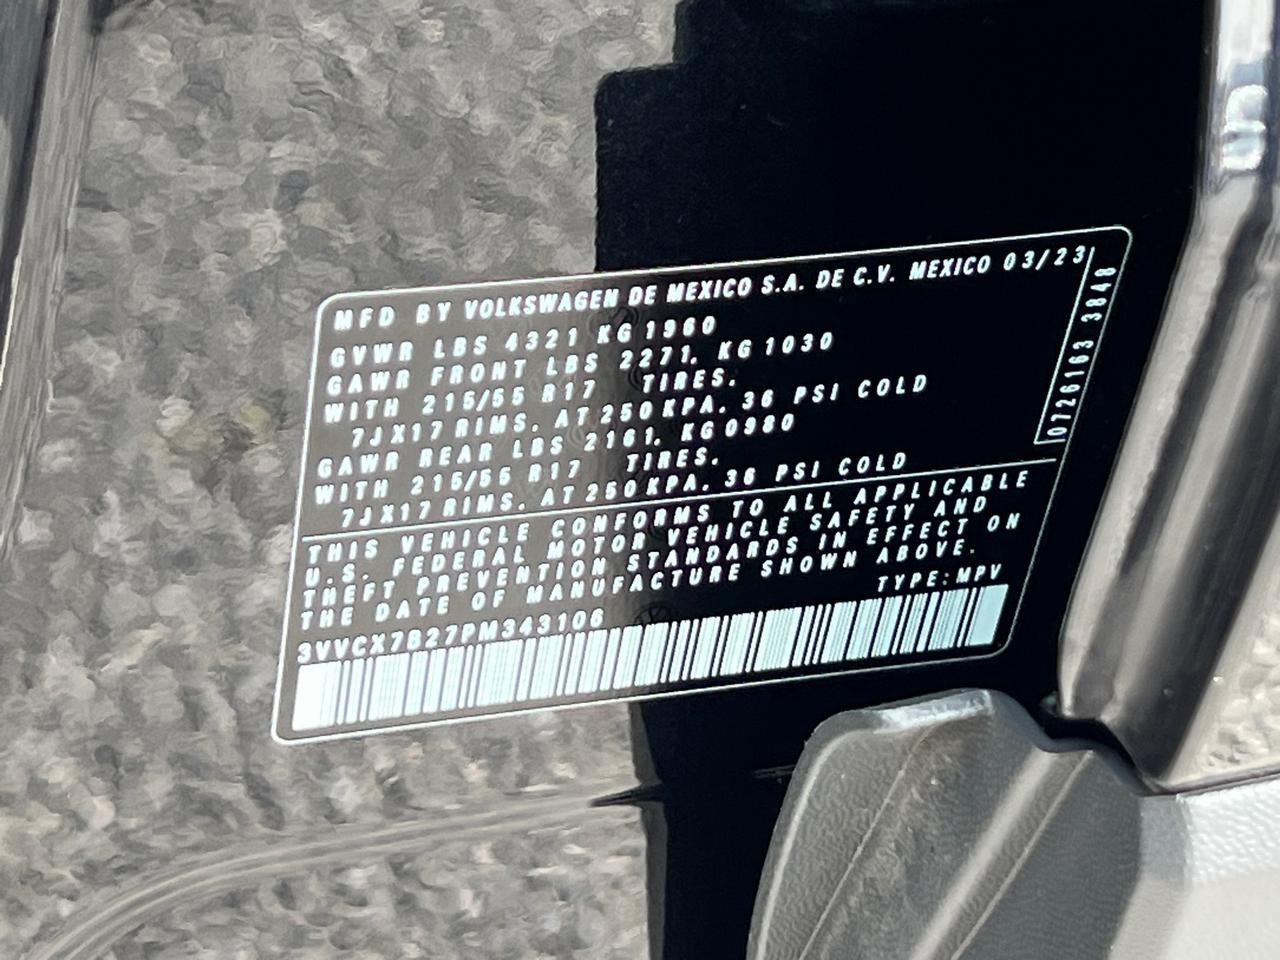 MFD BY VOLKSWAGEN DE MEXICO S.A. DE C.V. MEXICO 03/23
GVWR LBS 4321 KG 1960
GAWR FRONT LBS 2271. KG 1030
WITH 215/55 R17 TIRES.
7JX17 RIMS. AT 250 KPA. 36 PSI COLD
GAWR REAR LBS 2161. KG 0980
WITH 215/55 R17 TIRES.
7JX17 RIMS. AT 250 KPA. 36 PSI COLD
THIS VEHICLE CONFORMS TO ALL APPLICABLE
U.S. FEDERAL MOTOR VEHICLE SAFETY AND
THEFT PREVENTION STANDARDS IN EFFECT ON
THE DATE OF MANUFACTURE SHOWN ABOVE.
TYPE: MPV
3VVCX7B27PM343106
0726163 3848